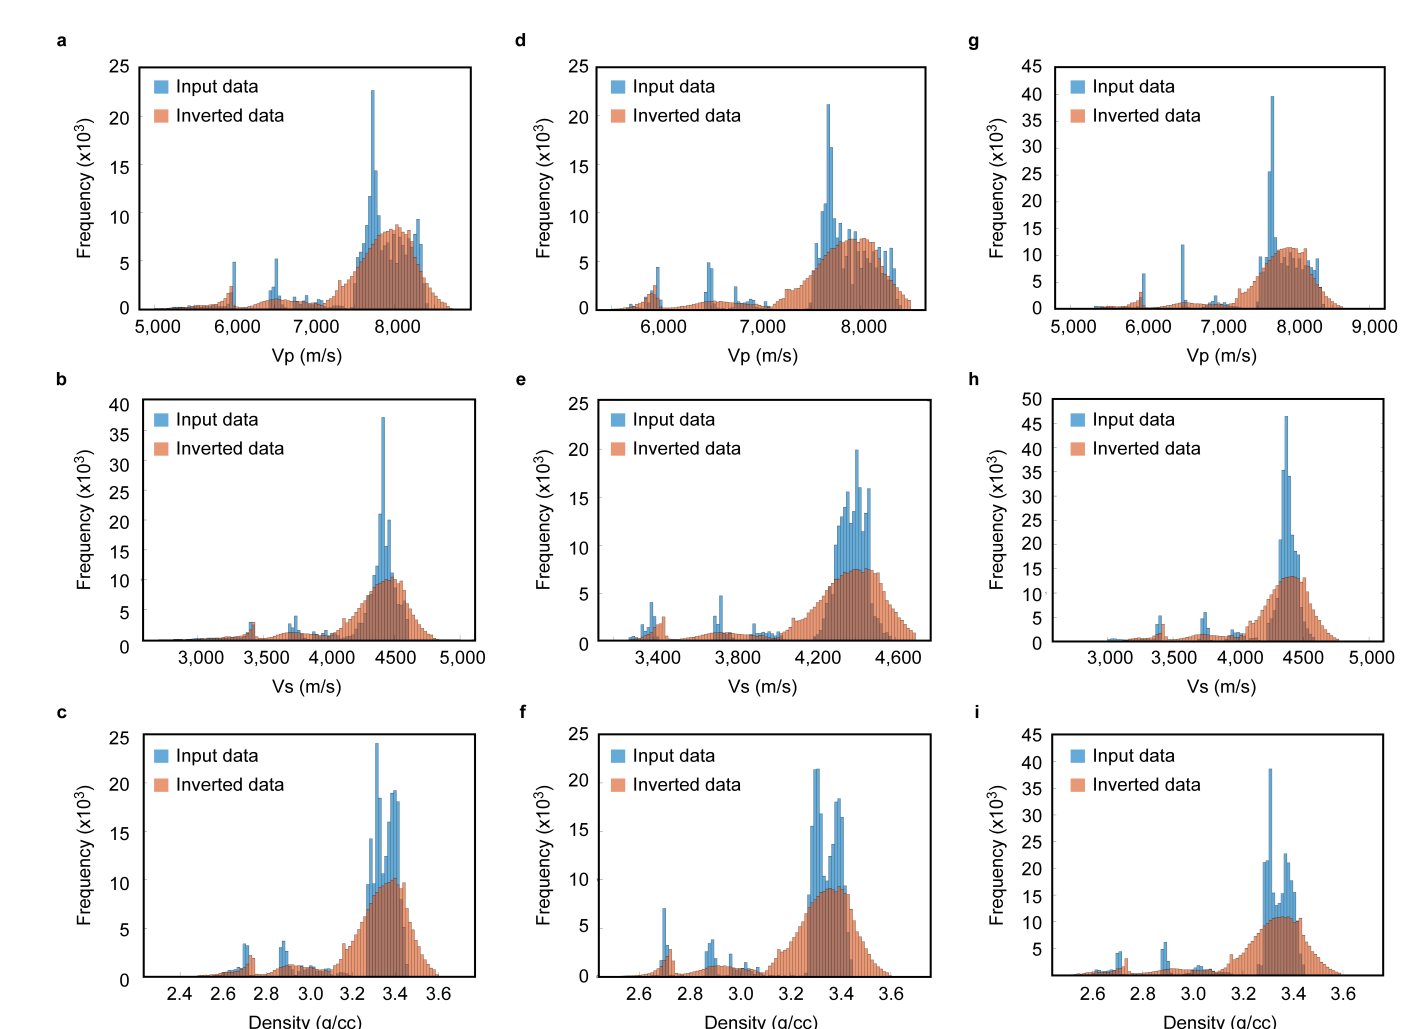 a
25
20
15
10
5
0
Frequency (x10³)
Input data
Inverted data
5,000 6,000 7,000 8,000
Vp (m/s)
d
25
20
15
10
5
0
Frequency (x10³)
Input data
Inverted data
6,000 7,000 8,000
Vp (m/s)
g
45
40
35
30
25
20
15
10
5
0
Frequency (x10³)
Input data
Inverted data
5,000 6,000 7,000 8,000 9,000
Vp (m/s)
b
40
35
30
25
20
15
10
5
0
Frequency (x10³)
Input data
Inverted data
3,000 3,500 4,000 4500 5,000
Vs (m/s)
e
25
20
15
10
5
0
Frequency (x10³)
Input data
Inverted data
3,400 3,800 4,200 4,600
Vs (m/s)
h
50
45
40
35
30
25
20
15
10
5
0
Frequency (x10³)
Input data
Inverted data
3,000 3,500 4,000 4500 5,000
Vs (m/s)
c
25
20
15
10
5
0
Frequency (x10³)
Input data
Inverted data
2.4 2.6 2.8 3.0 3.2 3.4 3.6
Density (g/cc)
f
25
20
15
10
5
0
Frequency (x10³)
Input data
Inverted data
2.6 2.8 3.0 3.2 3.4 3.6
Density (g/cc)
i
45
40
35
30
25
20
15
10
5
Frequency (x10³)
Input data
Inverted data
2.6 2.8 3.0 3.2 3.4 3.6
Density (g/cc)